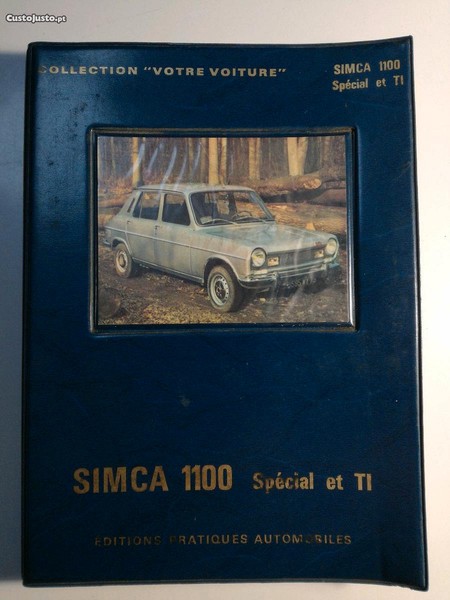 CustoJusto.pt
COLLECTION "VOTRE VOITURE"
SIMCA 1100
Spécial et TI
SIMCA 1100 Spécial et TI
EDITIONS PRATIQUES AUTOMOBILES